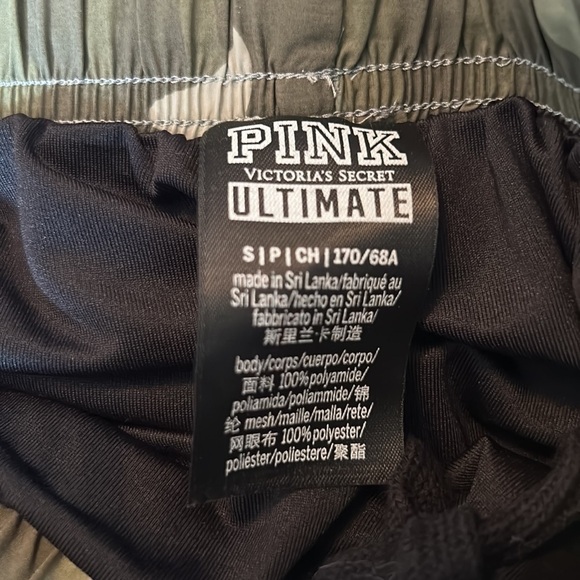 PINK
VICTORIA'S SECRET
ULTIMATE
S|P|CH|170/68A
made in Sri Lanka/fabriqué au
Sri Lanka/hecho en Sri Lanka/
fabbricato in Sri Lanka/
斯里兰卡制造
body/corps/cuerpo/corpo/
面料 100% polyamide/
poliamida/poliammide/锦
纶 mesh/maille/malla/rete/
网眼布 100% polyester/
poliéster/poliestere/聚酯